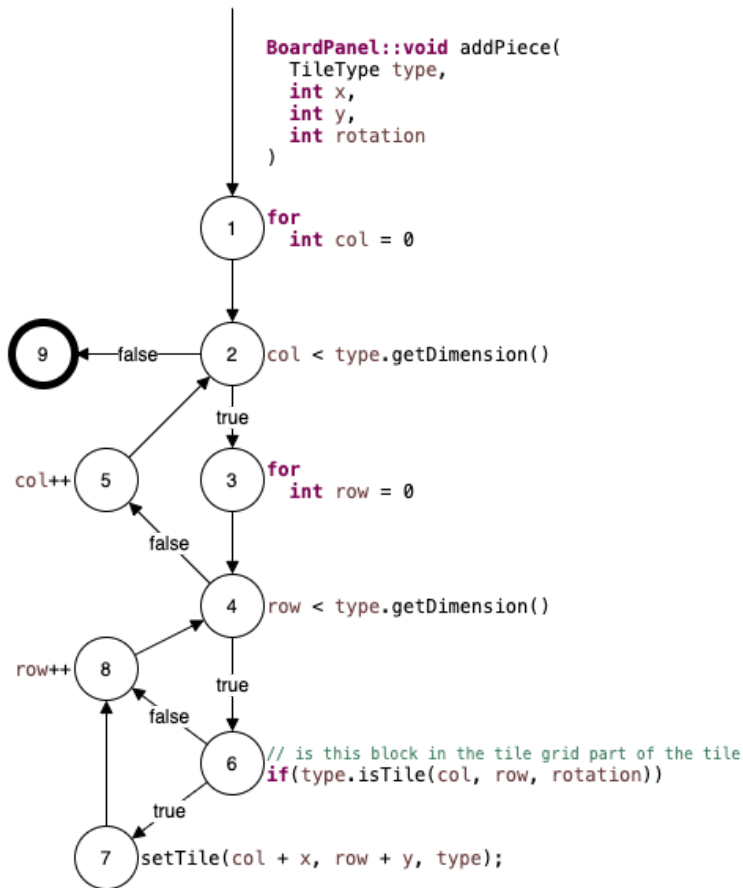 BoardPanel::void addPiece(
TileType type,
int x,
int y,
int rotation
)
1
for
int col = 0
9
false
2
col < type.getDimension()
true
col++
5
3
for
int row = 0
false
4
row < type.getDimension()
row++
8
true
false
6
// is this block in the tile grid part of the tile
if(type.isTile(col, row, rotation))
true
7
setTile(col + x, row + y, type);